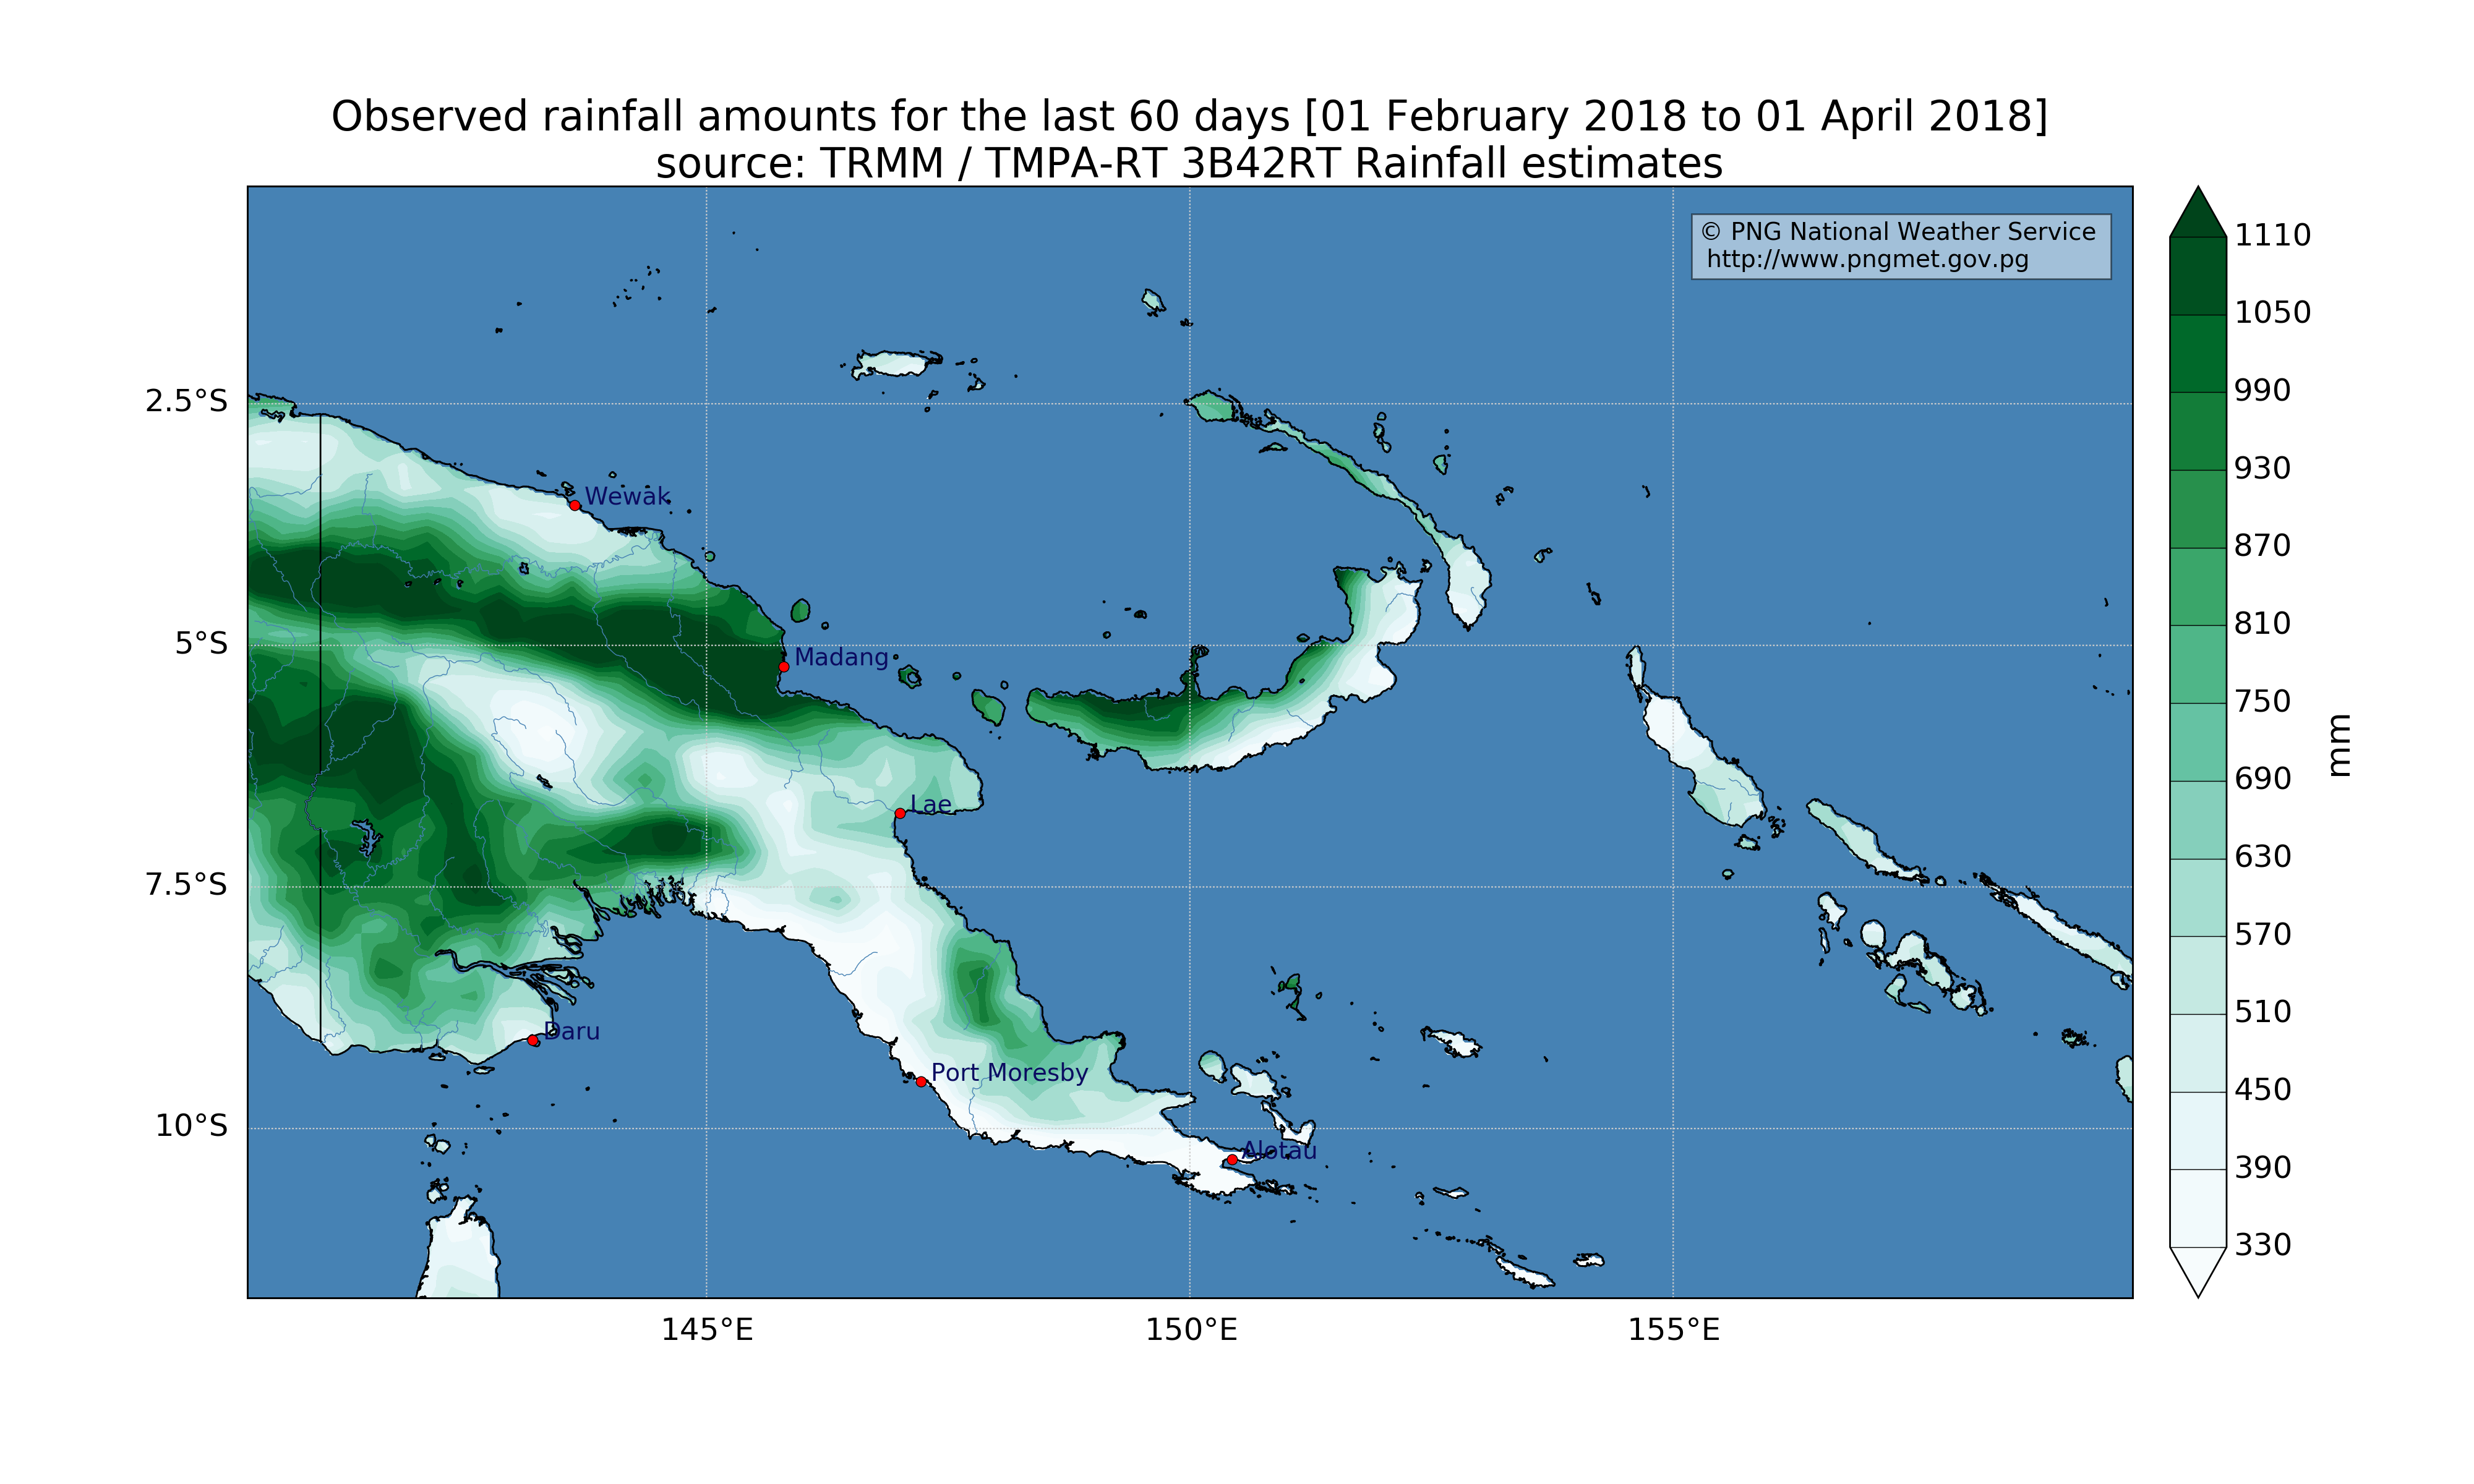 Observed rainfall amounts for the last 60 days [01 February 2018 to 01 April 2018]
source: TRMM / TMPA-RT 3B42RT Rainfall estimates
© PNG National Weather Service
http://www.pngmet.gov.pg
1110
1050
990
930
870
810
750
690
630
570
510
450
390
330
mm
2.5°S
5°S
7.5°S
10°S
Wewak
Madang
Lae
Daru
Port Moresby
Alotau
145°E
150°E
155°E